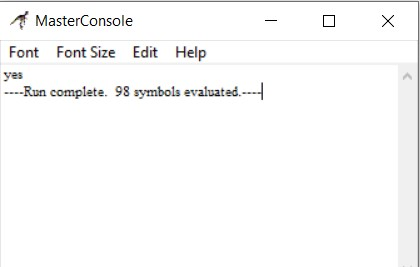 MasterConsole
Font Font Size Edit Help
yes
----Run complete.  98 symbols evaluated.----